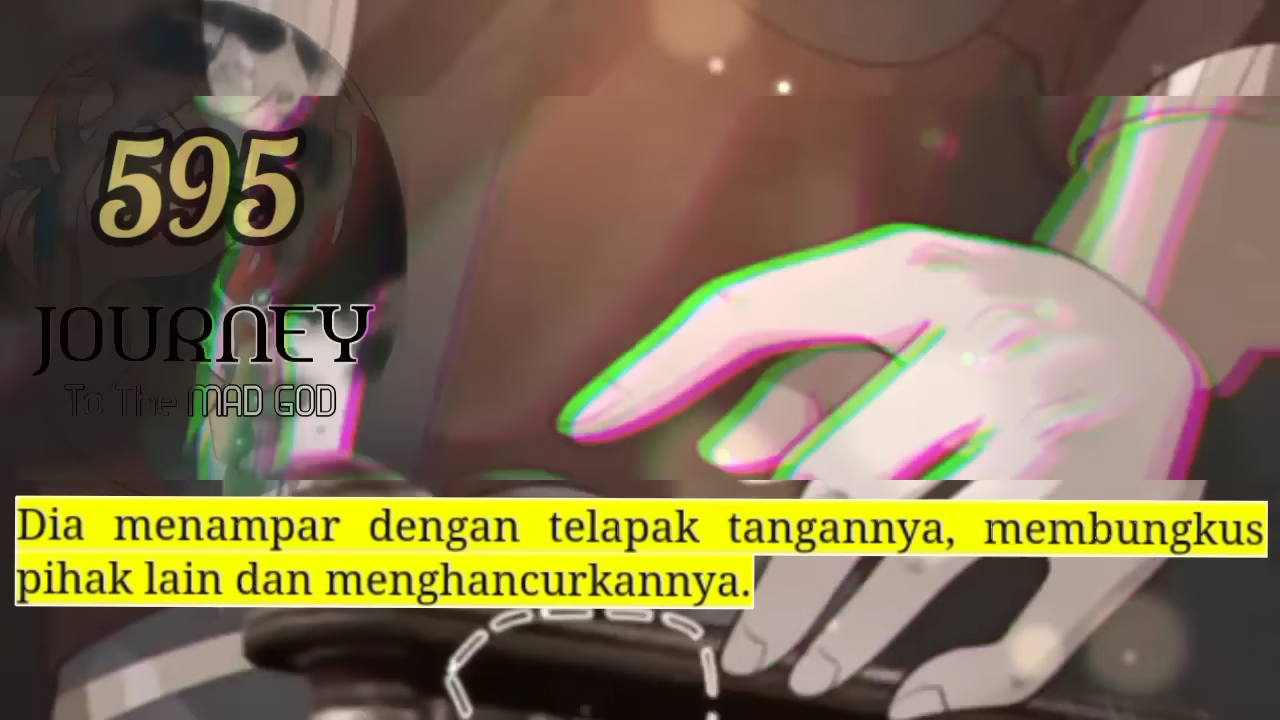 595
JOURNEY
To The MAD GOD
Dia menampar dengan telapak tangannya, membungkus
pihak lain dan menghancurkannya.